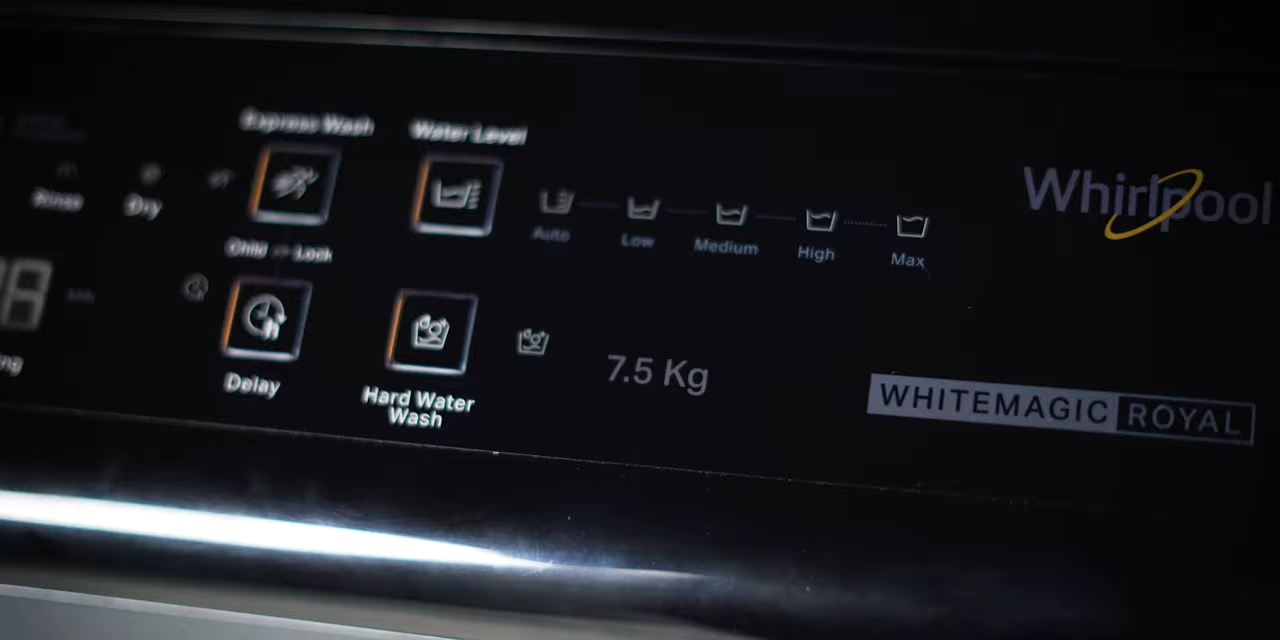 Express Wash
Water Level
Rinse
Dry
Auto
Low
Medium
High
Max
Whirlpool
Child Lock
Delay
Hard Water
Wash
7.5 Kg
WHITEMAGIC ROYAL